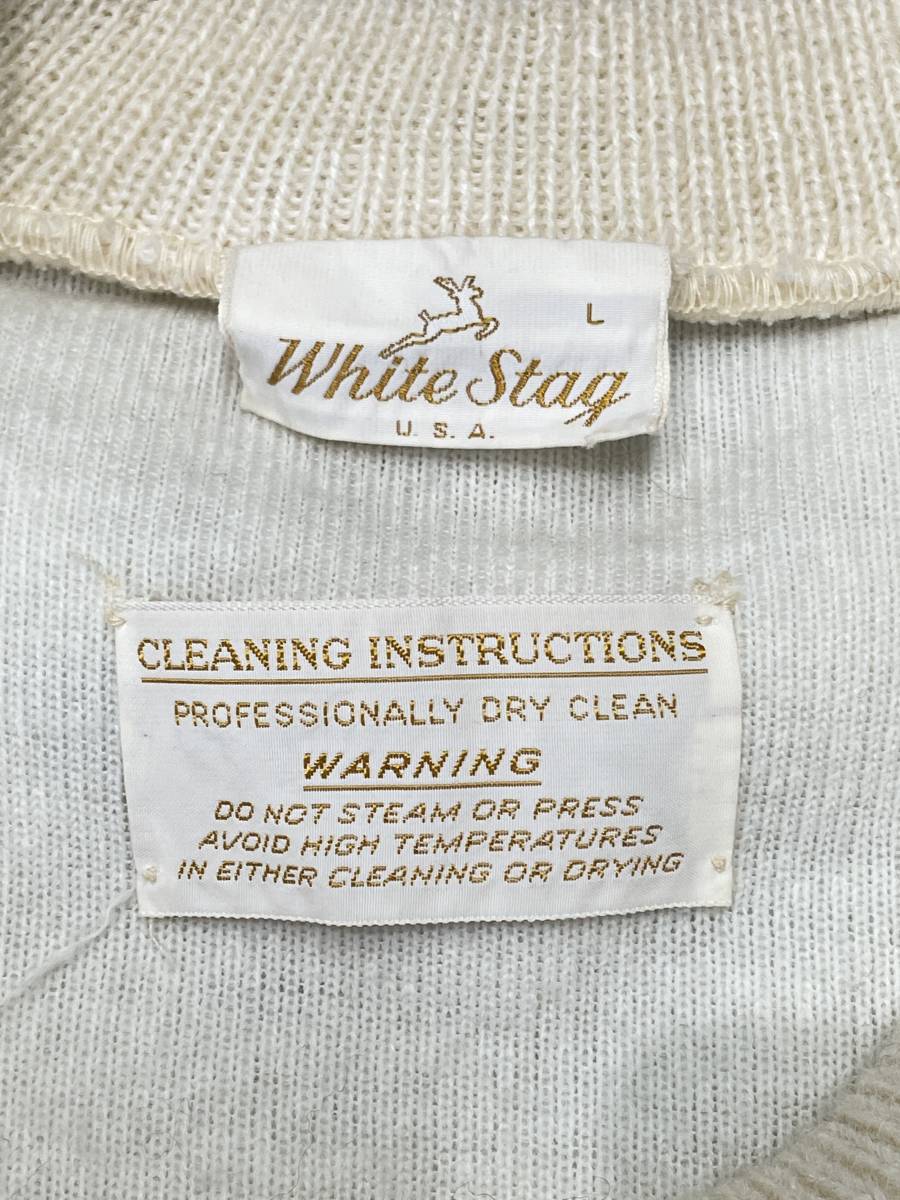 L
White Stag
U. S. A.
CLEANING INSTRUCTIONS
PROFESSIONALLY DRY CLEAN
WARNING
DO NOT STEAM OR PRESS
AVOID HIGH TEMPERATURES
IN EITHER CLEANING OR DRYING